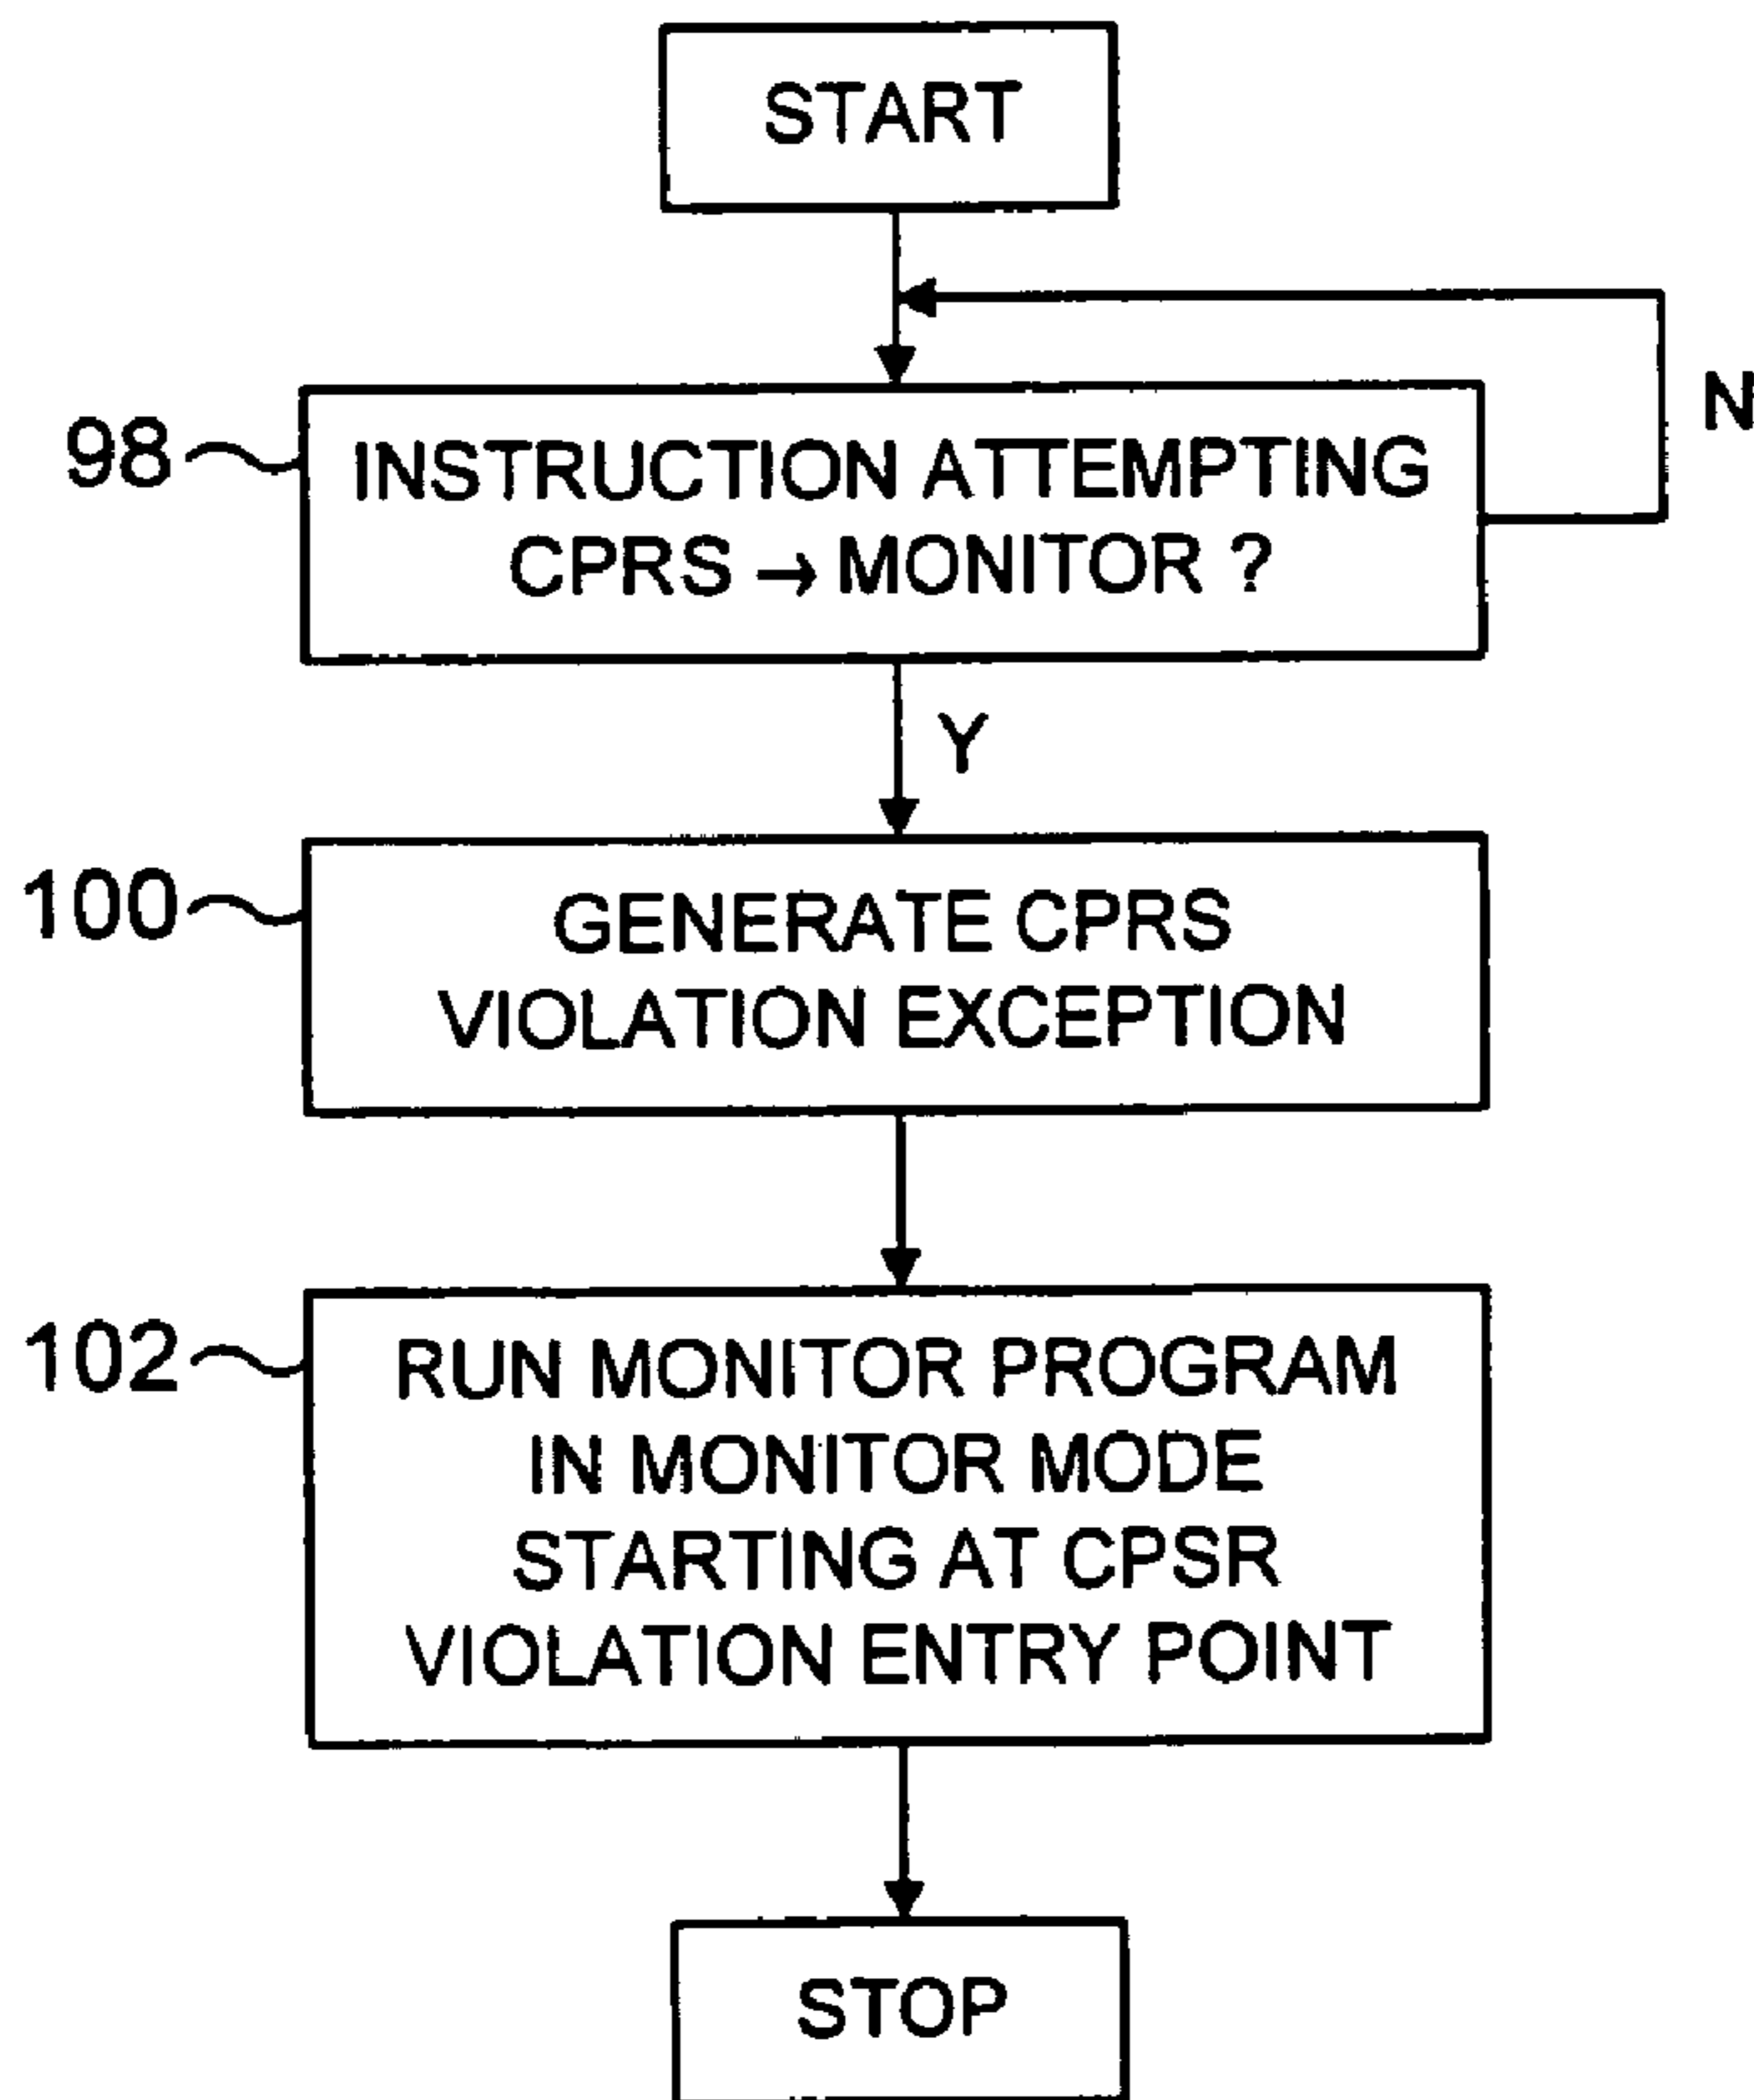 START
N
98
INSTRUCTION ATTEMPTING
CPRS → MONITOR ?
Y
100
GENERATE CPRS
VIOLATION EXCEPTION
102
RUN MONITOR PROGRAM
IN MONITOR MODE
STARTING AT CPSR
VIOLATION ENTRY POINT
STOP